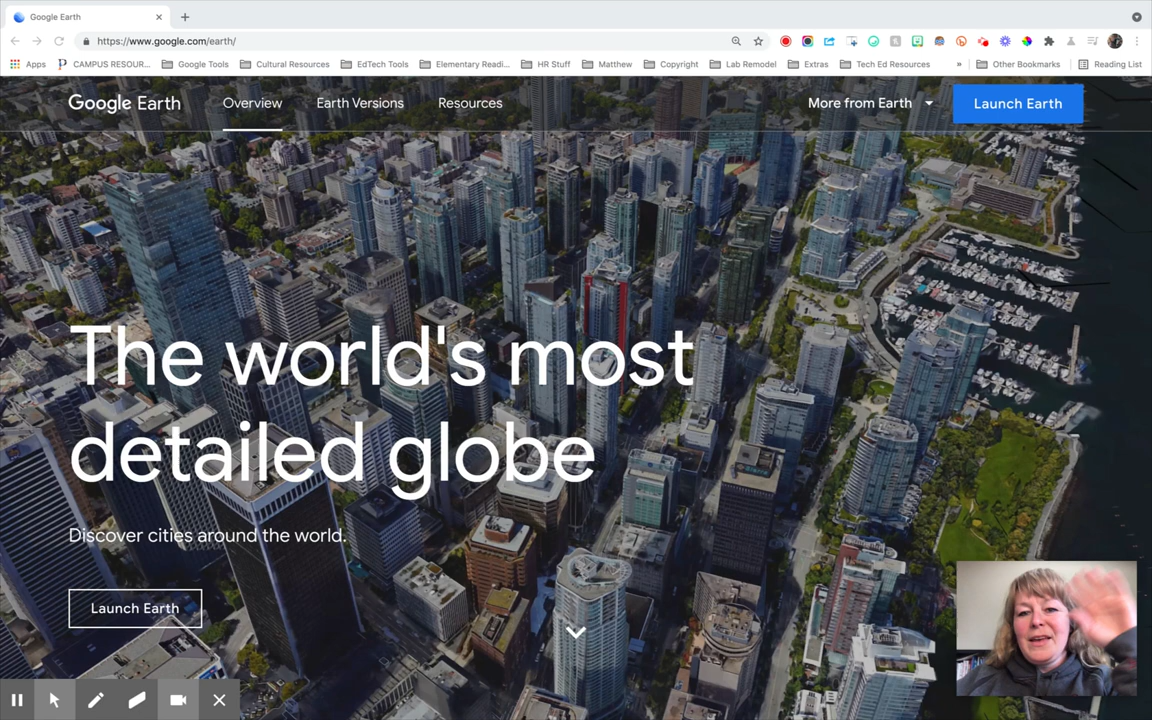 Google Earth
https://www.google.com/earth/
Apps
CAMPUS RESOUR...
Google Tools
Cultural Resources
EdTech Tools
Elementary Readi...
HR Stuff
Matthew
Copyright
Lab Remodel
Extras
Tech Ed Resources
»
Other Bookmarks
Reading List
Google Earth
Overview
Earth Versions
Resources
More from Earth
Launch Earth
The world's most
detailed globe
Discover cities around the world.
Launch Earth